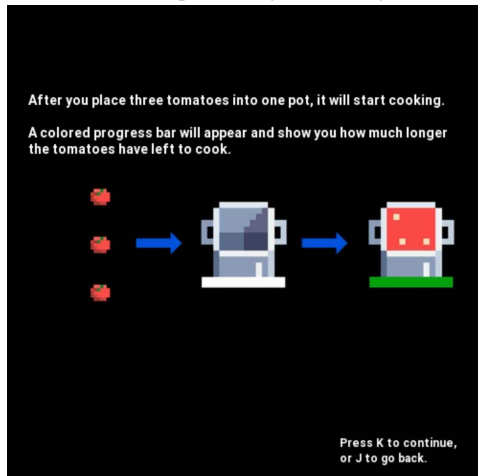 After you place three tomatoes into one pot, it will start cooking.
A colored progress bar will appear and show you how much longer
the tomatoes have left to cook.
Press K to continue,
or J to go back.